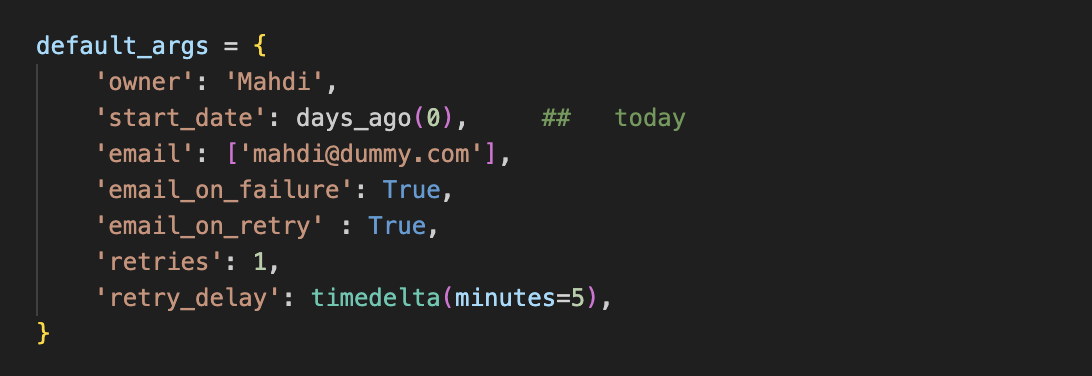 default_args = {
    'owner': 'Mahdi',
    'start_date': days_ago(0),     ##   today
    'email': ['mahdi@dummy.com'],
    'email_on_failure': True,
    'email_on_retry' : True,
    'retries': 1,
    'retry_delay': timedelta(minutes=5),
}